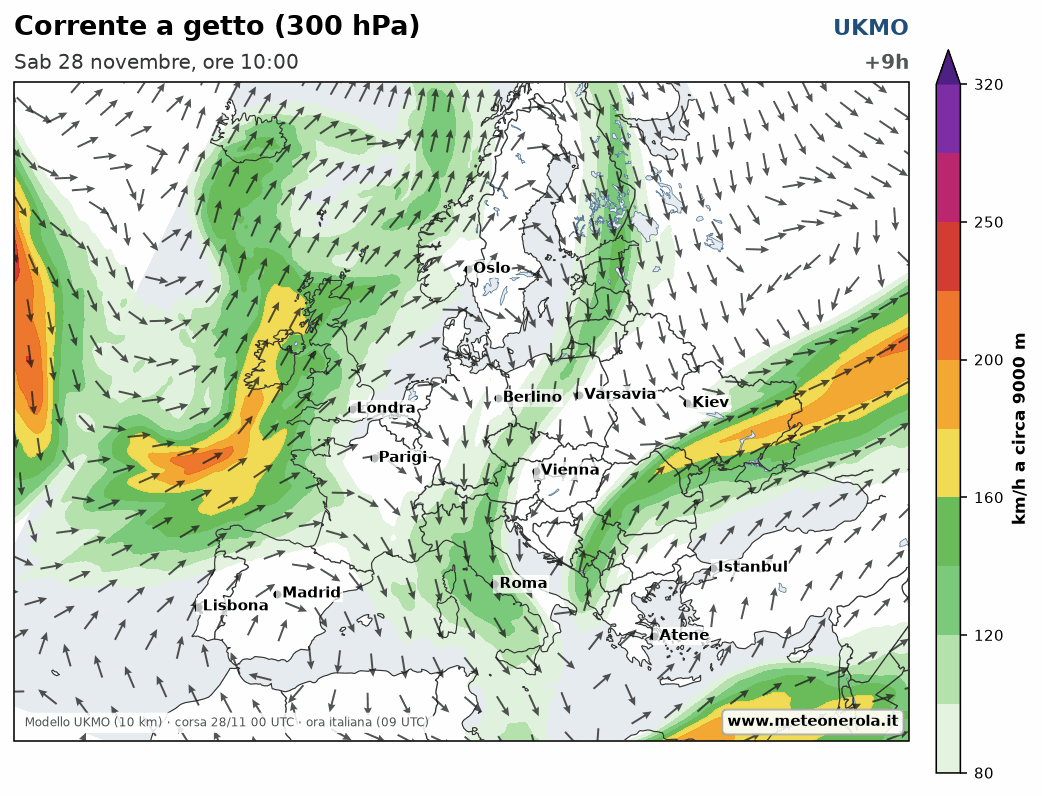 Corrente a getto (300 hPa)
UKMO
Sab 28 novembre, ore 10:00
+9h
320
250
200
160
120
80
km/h a circa 9000 m
Oslo
Londra
Berlino
Varsavia
Kiev
Parigi
Vienna
Madrid
Lisbona
Roma
Istanbul
Atene
Modello UKMO (10 km) · corsa 28/11 00 UTC · ora italiana (09 UTC)
www.meteonerola.it